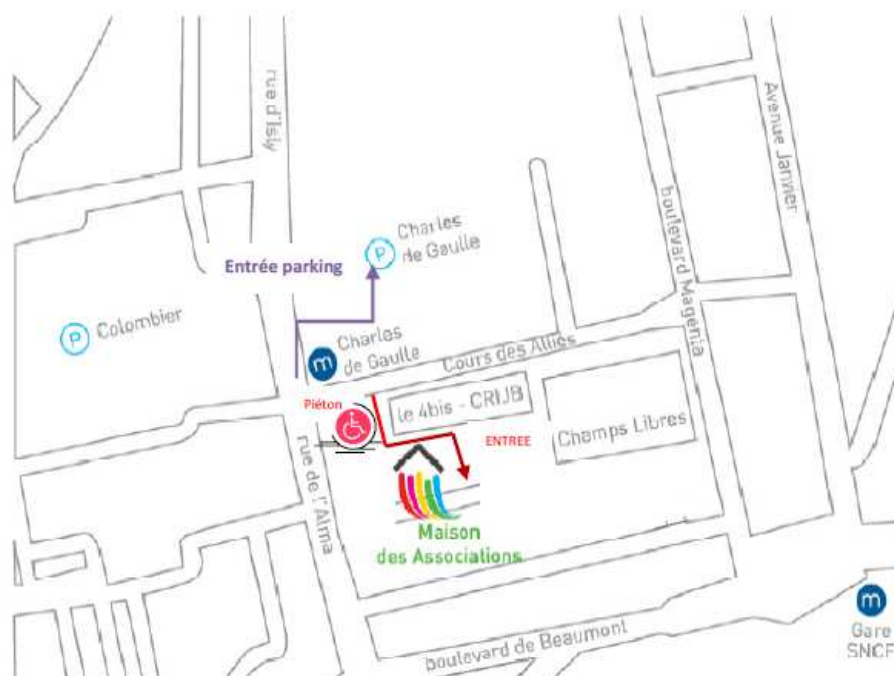 rue d'Isly
Avenue Janvier
boulevard Magenta
Charles
de Gaulle
P
Entrée parking
P
Colombier
m
Charles
de Gaulle
Cours des Alliés
Piéton
le 4bis - CRIJB
ENTREE
Champs Libres
rue de l'Alma
Maison
des Associations
m
Gare
SNCF
boulevard de Beaumont